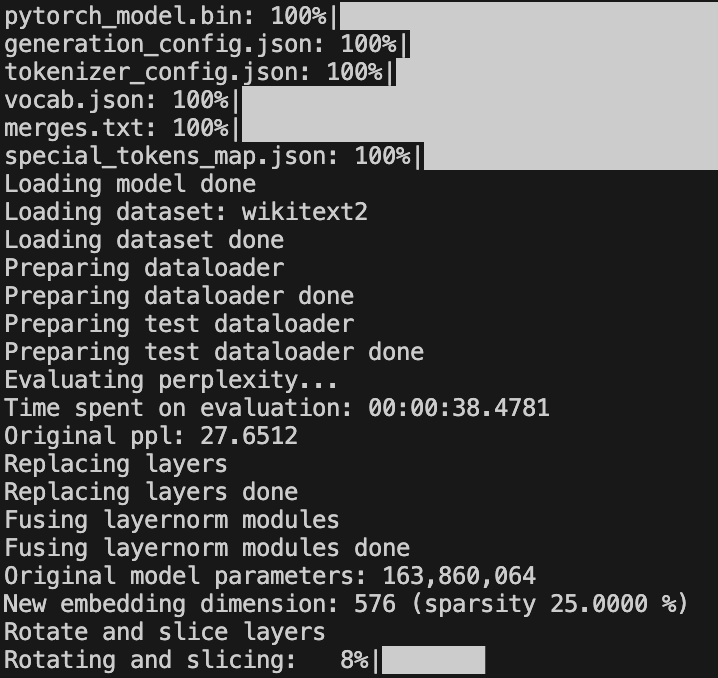 pytorch_model.bin: 100%|
generation_config.json: 100%|
tokenizer_config.json: 100%|
vocab.json: 100%|
merges.txt: 100%|
special_tokens_map.json: 100%|
Loading model done
Loading dataset: wikitext2
Loading dataset done
Preparing dataloader
Preparing dataloader done
Preparing test dataloader
Preparing test dataloader done
Evaluating perplexity...
Time spent on evaluation: 00:00:38.4781
Original ppl: 27.6512
Replacing layers
Replacing layers done
Fusing layernorm modules
Fusing layernorm modules done
Original model parameters: 163,860,064
New embedding dimension: 576 (sparsity 25.0000 %)
Rotate and slice layers
Rotating and slicing:   8%|